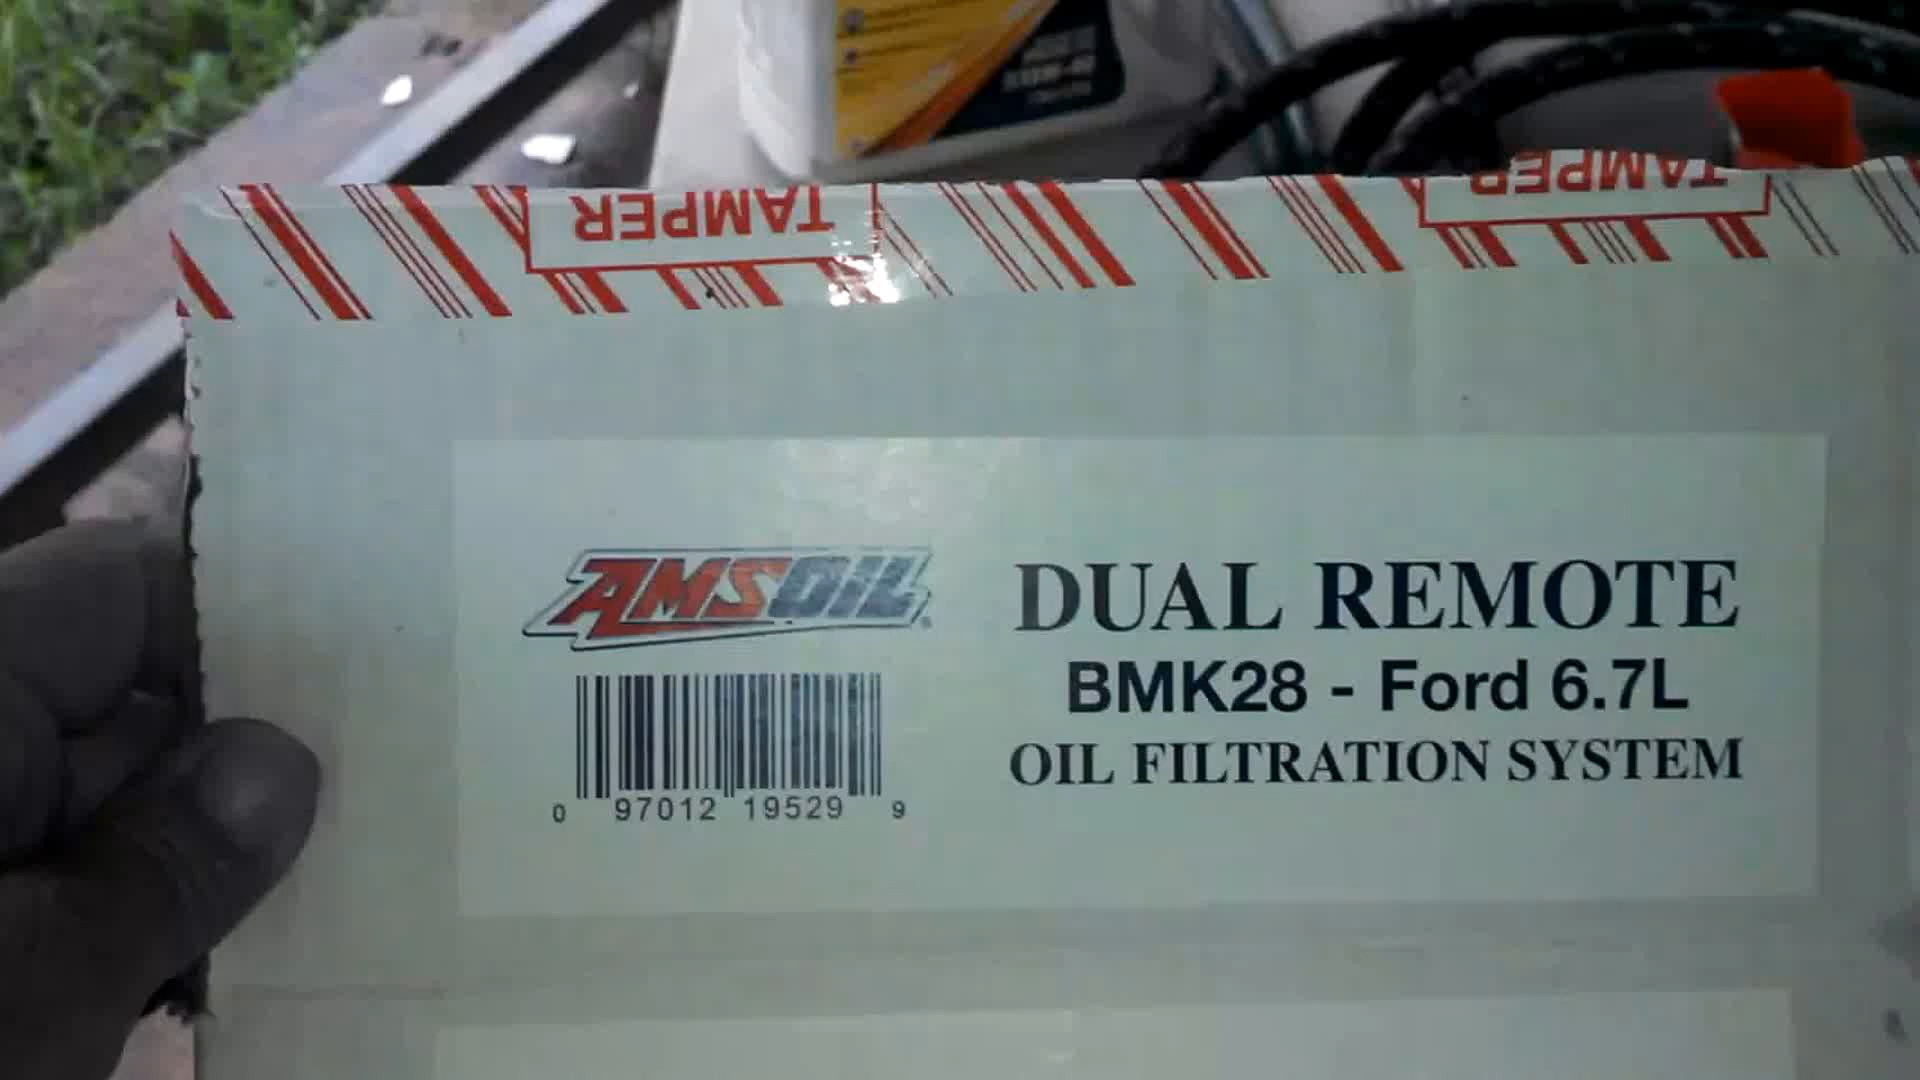 TAMPER
TAMPER
AMSOIL
DUAL REMOTE
BMK28 - Ford 6.7L
OIL FILTRATION SYSTEM
0 97012 19529 9